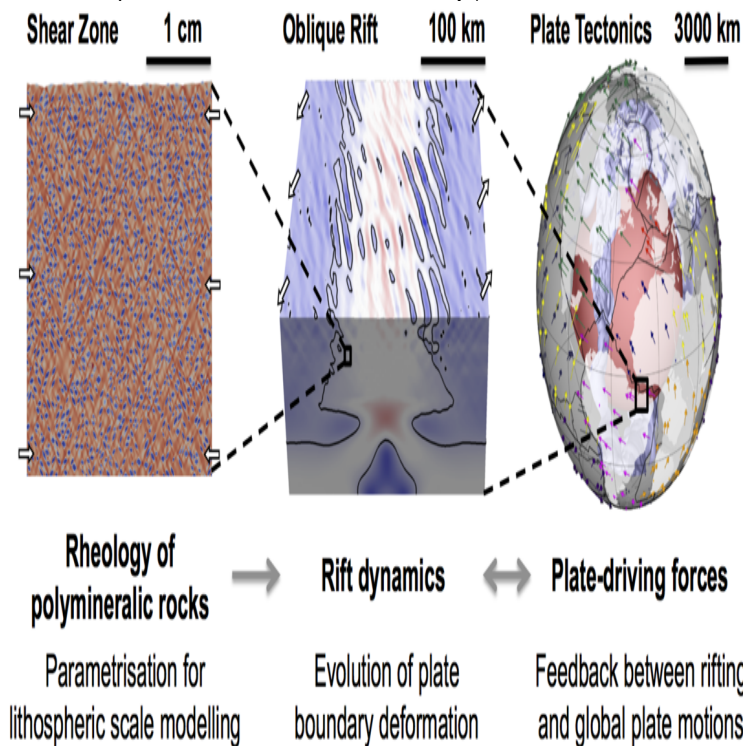 Shear Zone
1 cm
Oblique Rift
100 km
Plate Tectonics
3000 km
Rheology of
polymineralic rocks
Rift dynamics
Plate-driving forces
Parametrisation for
lithospheric scale modelling
Evolution of plate
boundary deformation
Feedback between rifting
and global plate motions